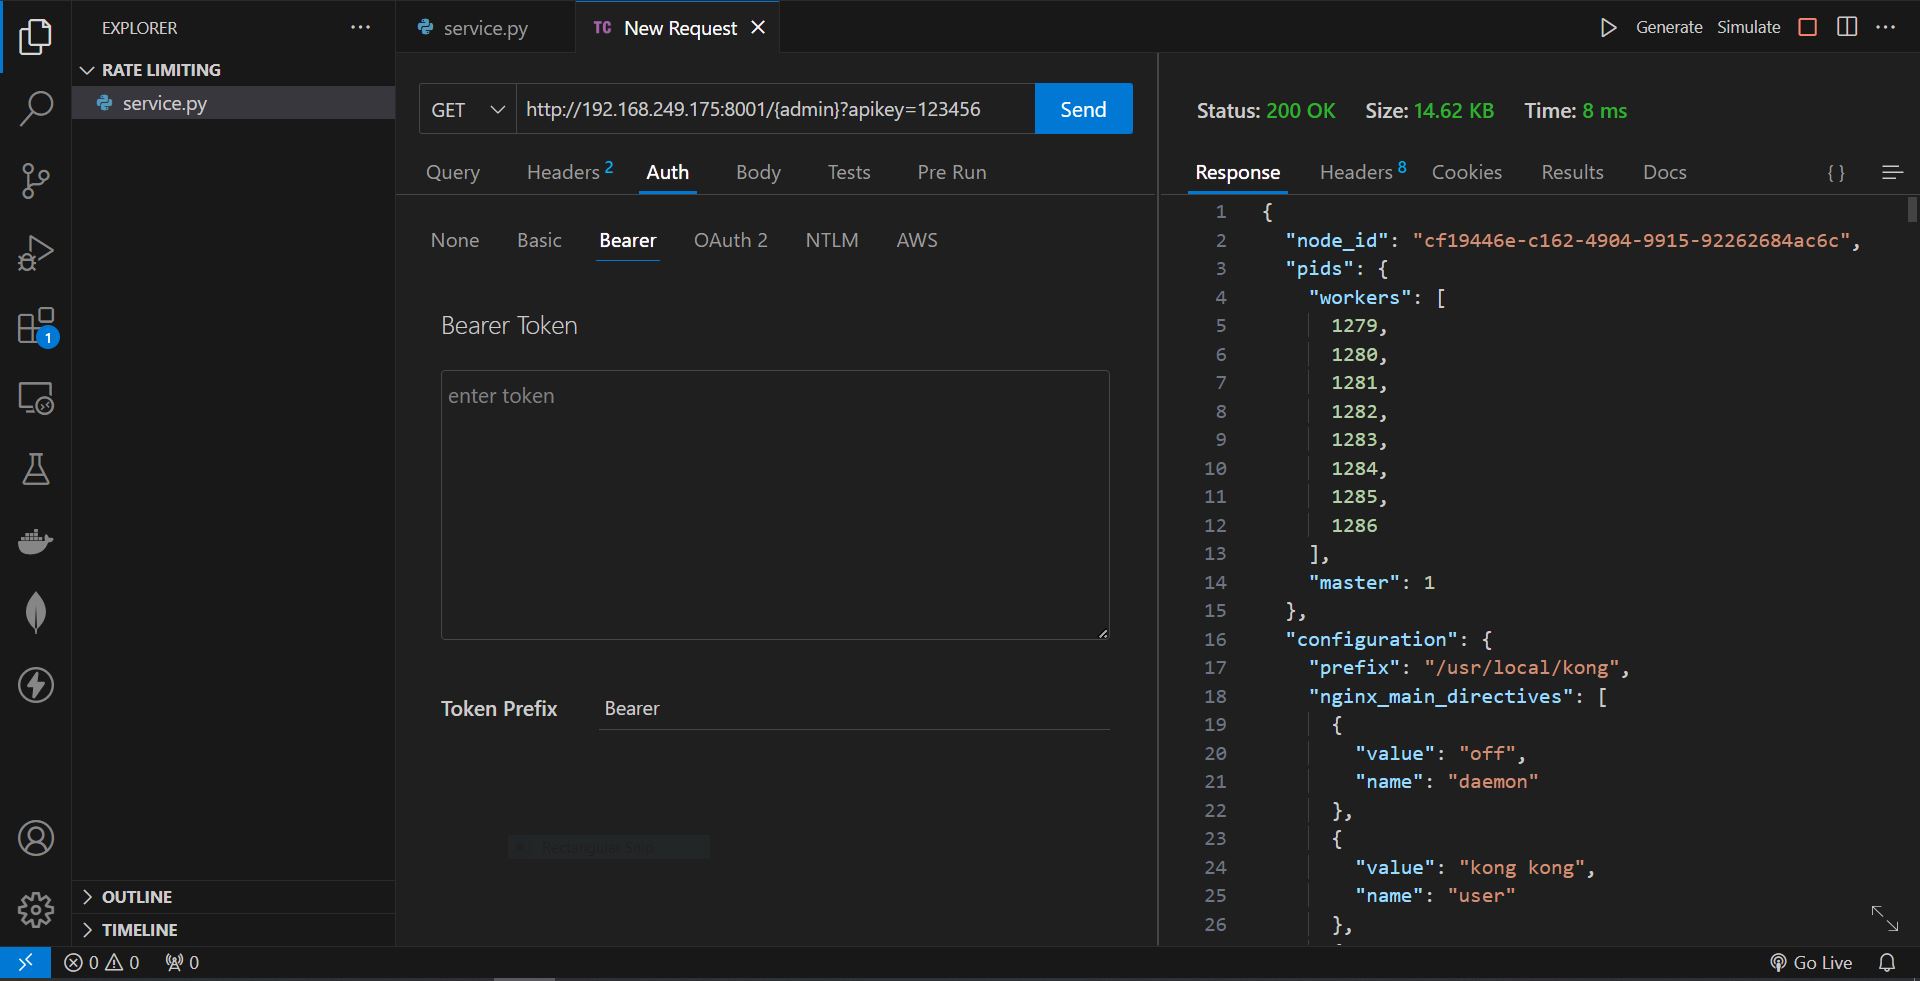 EXPLORER
RATE LIMITING
service.py
OUTLINE
TIMELINE
1
service.py
TC New Request
Generate Simulate
GET http://192.168.249.175:8001/{admin}?apikey=123456 Send
Query Headers 2 Auth Body Tests Pre Run
None Basic Bearer OAuth 2 NTLM AWS
Bearer Token
enter token
Token Prefix Bearer
Rectangular Snip
Status: 200 OK Size: 14.62 KB Time: 8 ms
Response Headers 8 Cookies Results Docs { }
1 {
2 "node_id": "cf19446e-c162-4904-9915-92262684ac6c",
3 "pids": {
4 "workers": [
5 1279,
6 1280,
7 1281,
8 1282,
9 1283,
10 1284,
11 1285,
12 1286
13 ],
14 "master": 1
15 },
16 "configuration": {
17 "prefix": "/usr/local/kong",
18 "nginx_main_directives": [
19 {
20 "value": "off",
21 "name": "daemon"
22 },
23 {
24 "value": "kong kong",
25 "name": "user"
26 },
0 0 0
Go Live